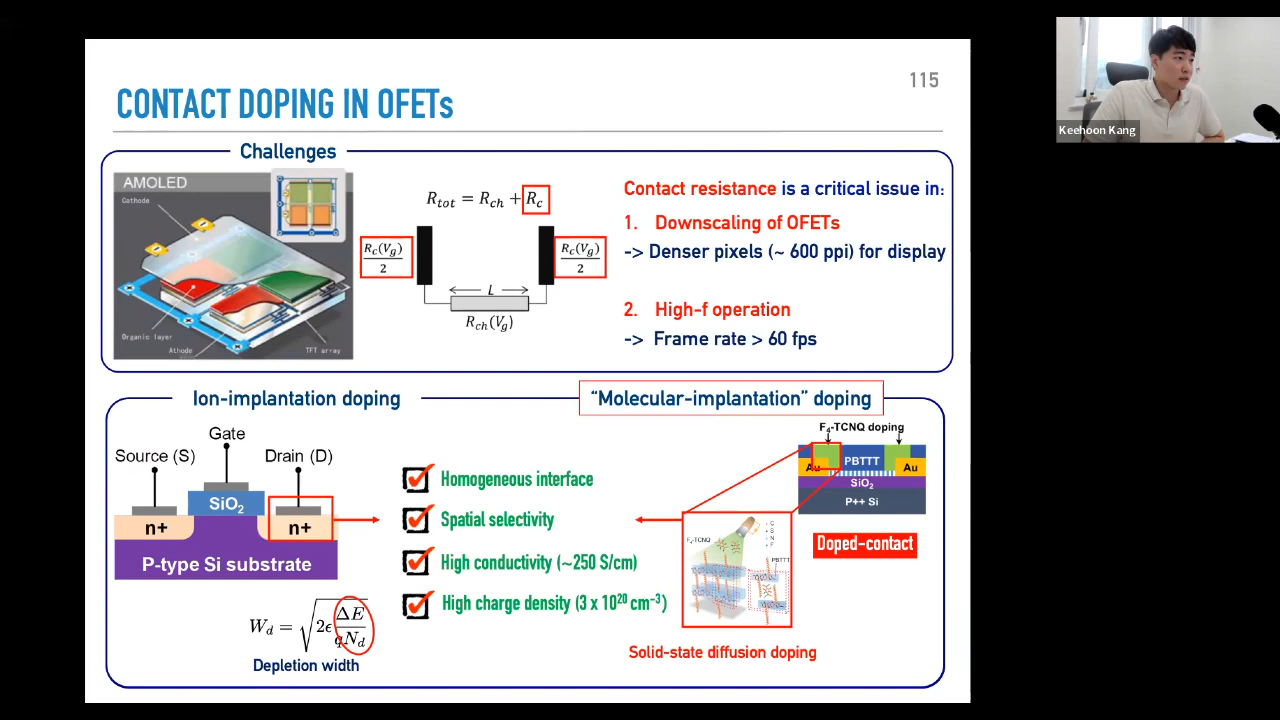 115
CONTACT DOPING IN OFETs
Keehoon Kang
Challenges
AMOLED
Cathode
Organic layer
Athode
TFT array
R_tot = R_ch + R_c
R_c(V_g)
2
R_c(V_g)
2
L
R_ch(V_g)
Contact resistance is a critical issue in:
1. Downscaling of OFETs
-> Denser pixels (~ 600 ppi) for display
2. High-f operation
-> Frame rate > 60 fps
Ion-implantation doping
“Molecular-implantation” doping
Gate
Source (S)
Drain (D)
SiO₂
n+
n+
P-type Si substrate
W_d = √2ϵ ΔE
qN_d
Depletion width
Homogeneous interface
Spatial selectivity
High conductivity (~250 S/cm)
High charge density (3 x 10²⁰ cm⁻³)
F₄-TCNQ doping
Au
PBTTT
Au
SiO₂
P++ Si
Doped-contact
F₄-TCNQ
C
S
N
F
PBTTT
Solid-state diffusion doping